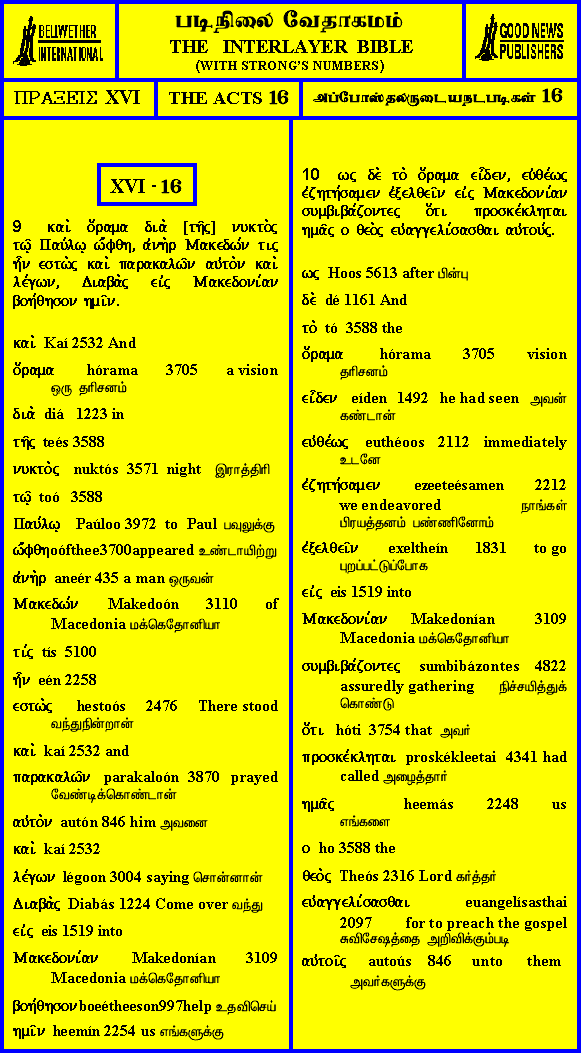 BELLWETHER
INTERNATIONAL
படிநிலை வேதாகமம்
THE INTERLAYER BIBLE
(WITH STRONG'S NUMBERS)
GOOD NEWS
PUBLISHERS
ΠΡΑΞΕΙΣ XVI
THE ACTS 16
அப்போஸ்தலருடையநடபடிகள் 16
XVI - 16
9 καὶ ὅραμα διὰ [τῆς] νυκτὸς
τῷ Παύλῳ ὤφθη, ἀνὴρ Μακεδών τις
ἦν εστὼς καὶ παρακαλῶν αὐτὸν καὶ
λέγων, Διαβὰς εἰς Μακεδονίαν
βοήθησον ημῖν.
καὶ Kaí 2532 And
ὅραμα hórama 3705 a vision
ஒரு தரிசனம்
διὰ diá 1223 in
τῆς teés 3588
νυκτὸς nuktós 3571 night இராத்திரி
τῷ toó 3588
Παύλῳ Paúloo 3972 to Paul பவுலுக்கு
ὤφθη oófthee 3700 appeared உண்டாயிற்று
ἀνὴρ aneér 435 a man ஒருவன்
Μακεδών Makedoón 3110 of
Macedonia மக்கெதோனியா
τίς tís 5100
ἦν eén 2258
εστὼς hestoós 2476 There stood
வந்துநின்றான்
καὶ kaí 2532 and
παρακαλῶν parakaloón 3870 prayed
வேண்டிக்கொண்டான்
αὐτὸν autón 846 him அவனை
καὶ kaí 2532
λέγων légoon 3004 saying சொன்னான்
Διαβὰς Diabás 1224 Come over வந்து
εἰς eis 1519 into
Μακεδονίαν Makedonían 3109
Macedonia மக்கெதோனியா
βοήθησον boeétheeson 997 help உதவிசெய்
ημῖν heemín 2254 us எங்களுக்கு
10 ως δὲ τὸ ὅραμα εἶδεν, εὐθέως
ἐζητήσαμεν ἐξελθεῖν εἰς Μακεδονίαν
συμβιβάζοντες ὅτι προσκέκληται
ημᾶς ο θεὸς εὐαγγελίσασθαι αὐτούς.
ως Hoos 5613 after பின்பு
δὲ dé 1161 And
τὸ tó 3588 the
ὅραμα hórama 3705 vision
தரிசனம்
εἶδεν eíden 1492 he had seen அவன்
கண்டான்
εὐθέως euthéoos 2112 immediately
உடனே
ἐζητήσαμεν ezeeteésamen 2212
we endeavored நாங்கள்
பிரயத்தனம் பண்ணினோம்
ἐξελθεῖν exeltheín 1831 to go
புறப்பட்டுப்போக
εἰς eis 1519 into
Μακεδονίαν Makedonían 3109
Macedonia மக்கெதோனியா
συμβιβάζοντες sumbibázontes 4822
assuredly gathering நிச்சயித்துக்
கொண்டு
ὅτι hóti 3754 that அவர்
προσκέκληται proskékleetai 4341 had
called அழைத்தார்
ημᾶς heemás 2248 us
எங்களை
ο ho 3588 the
θεὸς Theós 2316 Lord கர்த்தர்
εὐαγγελίσασθαι euangelísasthai
2097 for to preach the gospel
சுவிசேஷத்தை அறிவிக்கும்படி
αὐτοῖς autoús 846 unto them
அவர்களுக்கு